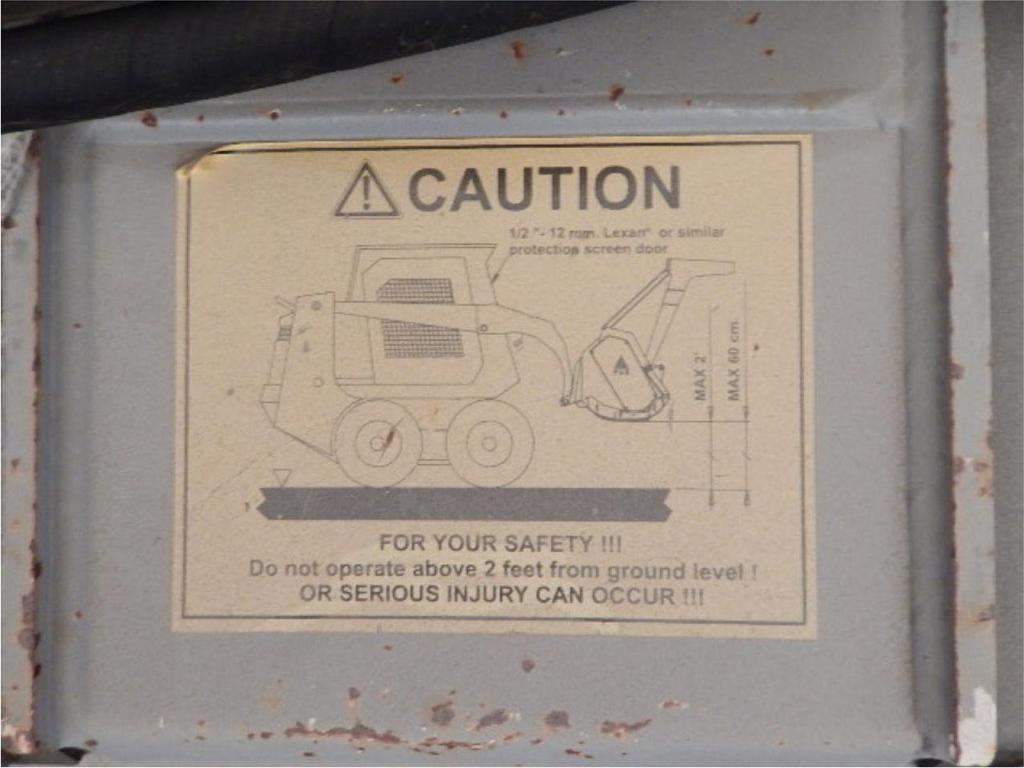 CAUTION
1/2 "- 12 mm. Lexan® or similar
protection screen door
MAX 2'
MAX 60 cm.
FOR YOUR SAFETY !!!
Do not operate above 2 feet from ground level !
OR SERIOUS INJURY CAN OCCUR !!!